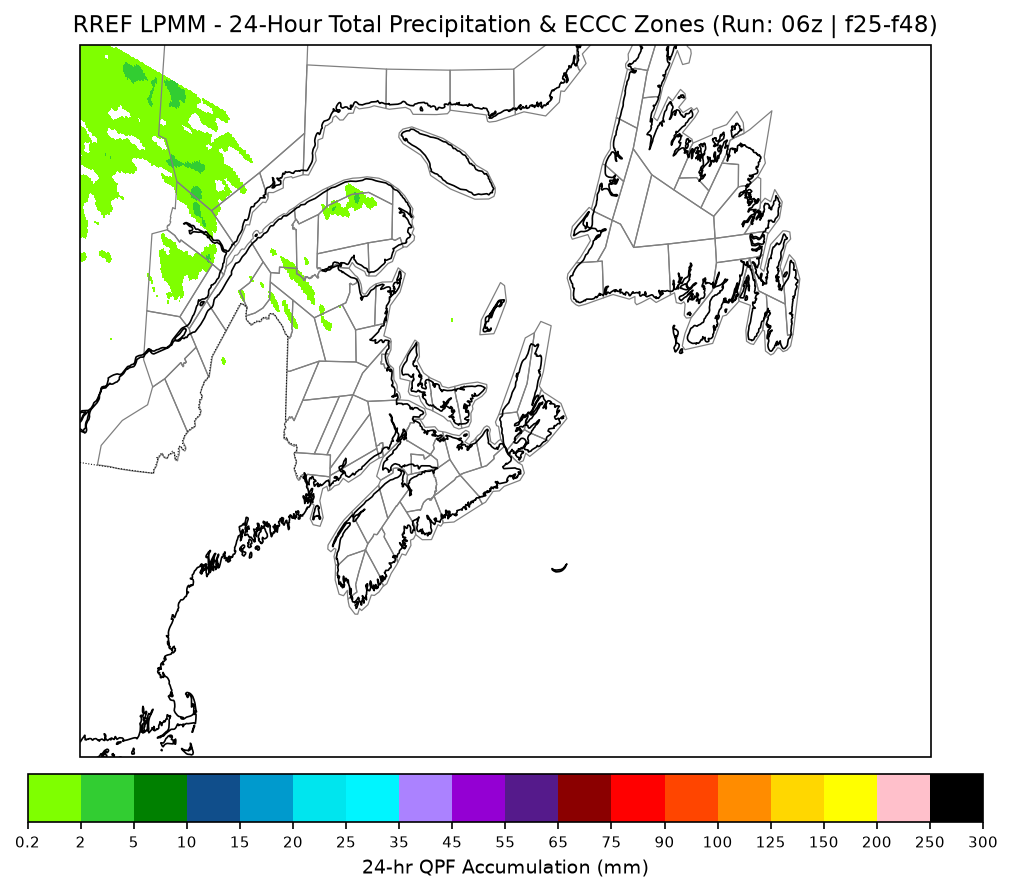 RREF LPMM - 24-Hour Total Precipitation & ECCC Zones (Run: 06z | f25-f48)
0.2 2 5 10 15 20 25 35 45 55 65 75 90 100 125 150 200 250 300
24-hr QPF Accumulation (mm)